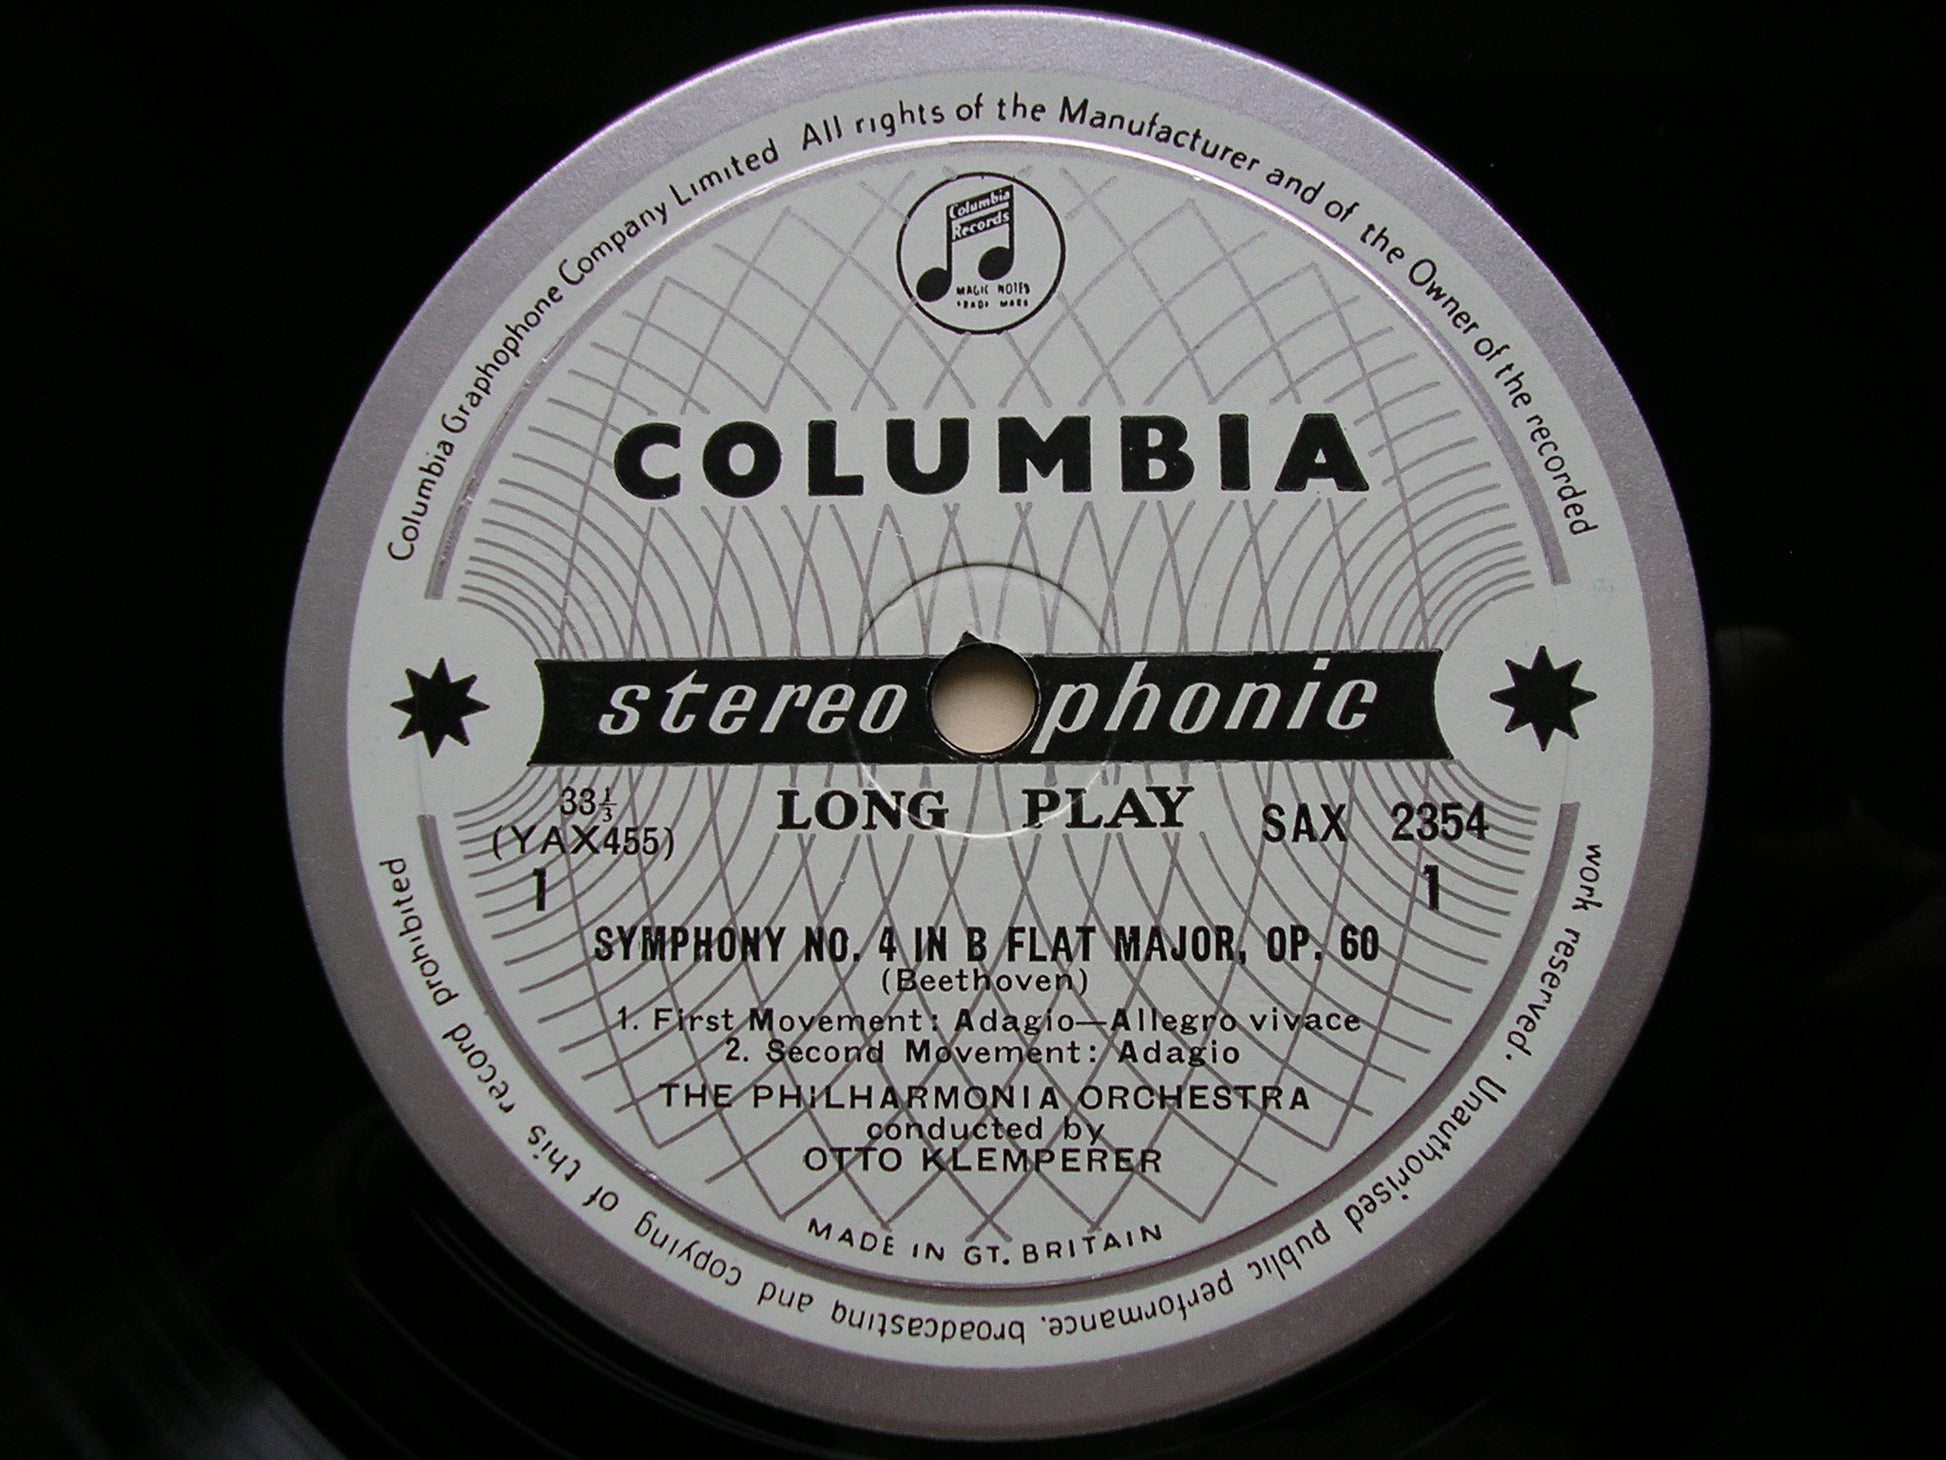 Columbia Graphophone Company Limited All rights of the Manufacturer and of the Owner of the recorded
work reserved. Unauthorised public performance, broadcasting and copying of this record prohibited
Columbia
Records
MAGIC NOTES
TRADE MARK
COLUMBIA
stereophonic
33⅓ LONG PLAY SAX 2354
(YAX455)
1 1
SYMPHONY NO. 4 IN B FLAT MAJOR, OP. 60
(Beethoven)
1. First Movement: Adagio—Allegro vivace
2. Second Movement: Adagio
THE PHILHARMONIA ORCHESTRA
conducted by
OTTO KLEMPERER
MADE IN GT. BRITAIN